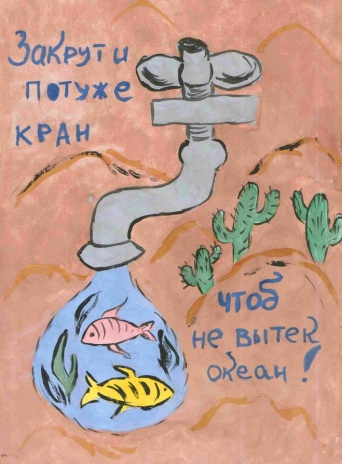 Закрути
потуже
кран
чтоб
не вытек
океан!